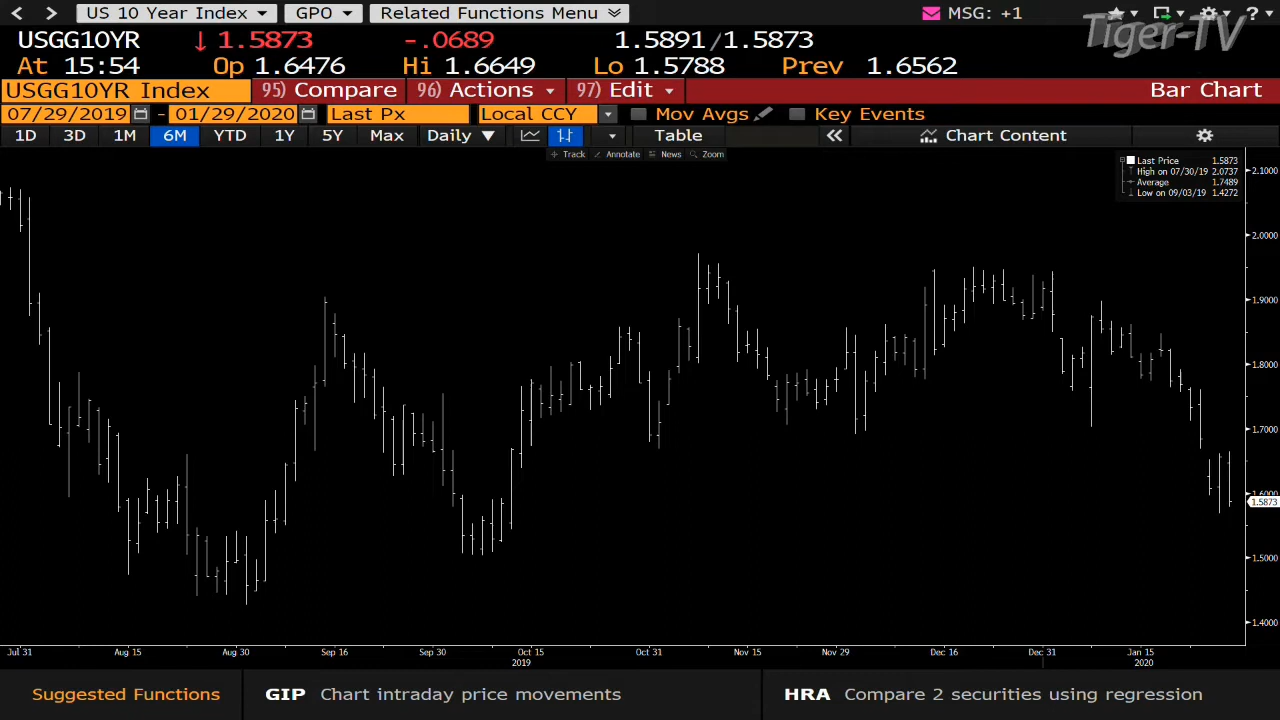 US 10 Year Index GPO Related Functions Menu MSG: +1
Tiger-TV
USGG10YR ↓ 1.5873 -.0689 1.5891/1.5873
At 15:54 Op 1.6476 Hi 1.6649 Lo 1.5788 Prev 1.6562
USGG10YR Index 95) Compare 96) Actions 97) Edit Bar Chart
07/29/2019 - 01/29/2020 Last Px Local CCY Mov Avgs Key Events
1D 3D 1M 6M YTD 1Y 5Y Max Daily ▼ Table « Chart Content
Track Annotate News Zoom
Last Price 1.5873
High on 07/30/19 2.0737
Average 1.7489
Low on 09/03/19 1.4272
2.1000
2.0000
1.9000
1.8000
1.7000
1.6000
1.5873
1.5000
1.4000
Jul 31 Aug 15 Aug 30 Sep 16 Sep 30 Oct 15 Oct 31 Nov 15 Nov 29 Dec 16 Dec 31 Jan 15
2019 2020
Suggested Functions GIP Chart intraday price movements HRA Compare 2 securities using regression